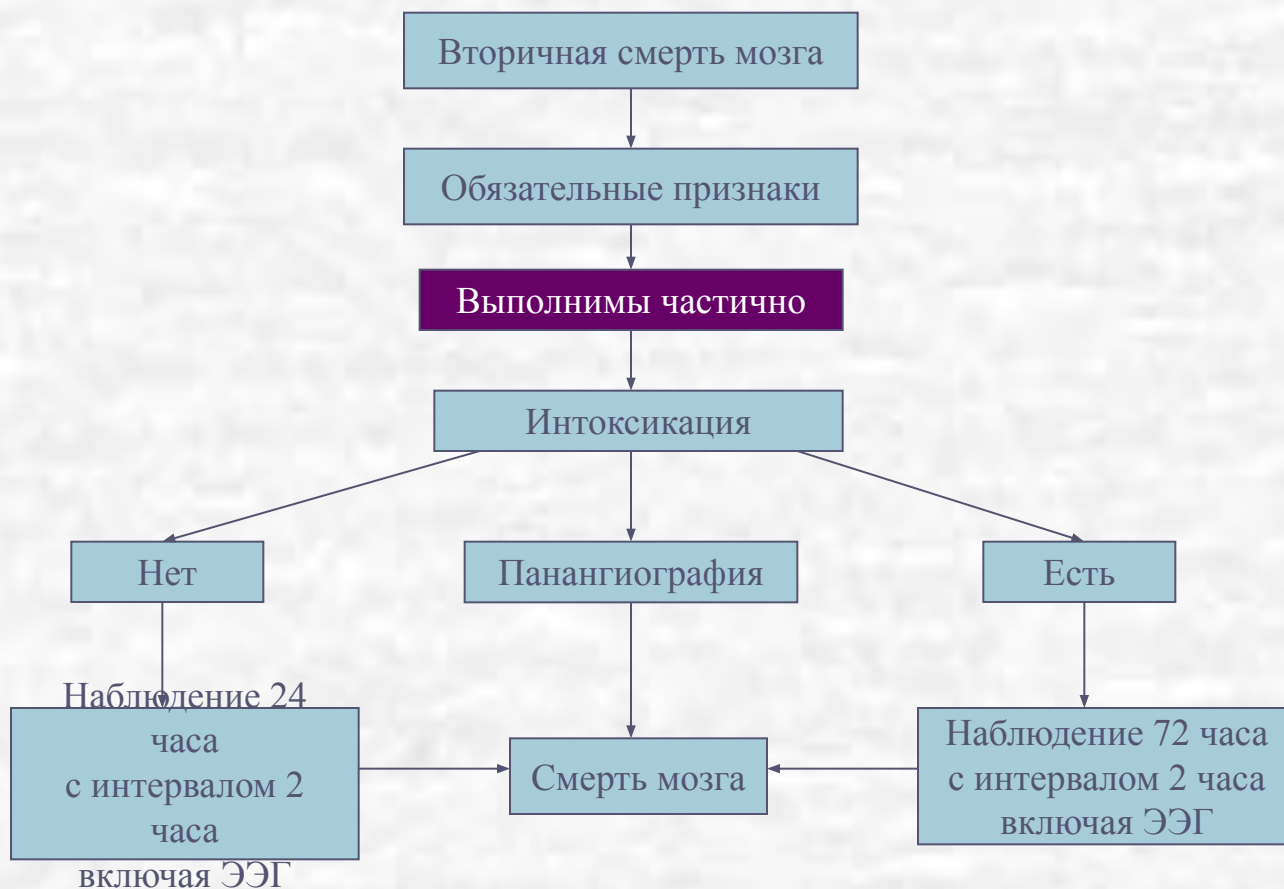 Вторичная смерть мозга
Обязательные признаки
Выполнимы частично
Интоксикация
Нет
Панангиография
Есть
Наблюдение 24
часа
с интервалом 2
часа
включая ЭЭГ
Смерть мозга
Наблюдение 72 часа
с интервалом 2 часа
включая ЭЭГ